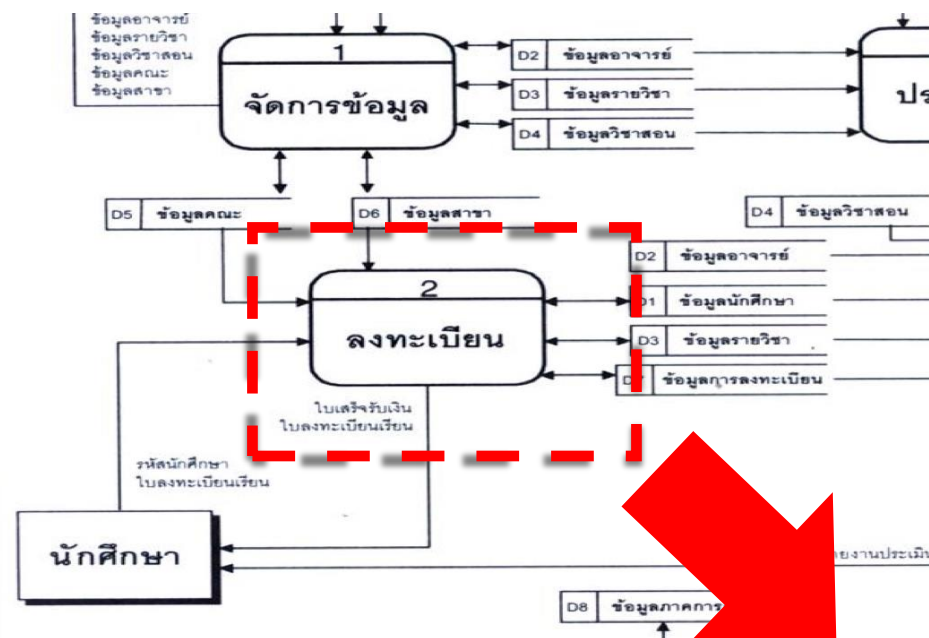 ข้อมูลอาจารย์
ข้อมูลรายวิชา
ข้อมูลวิชาสอน
ข้อมูลคณะ
ข้อมูลสาขา
1
จัดการข้อมูล
D2 ข้อมูลอาจารย์
D3 ข้อมูลรายวิชา
D4 ข้อมูลวิชาสอน
D5 ข้อมูลคณะ
D6 ข้อมูลสาขา
D4 ข้อมูลวิชาสอน
2
ลงทะเบียน
D2 ข้อมูลอาจารย์
D1 ข้อมูลนักศึกษา
D3 ข้อมูลรายวิชา
ข้อมูลการลงทะเบียน
ใบเสร็จรับเงิน
ใบลงทะเบียนเรียน
รหัสนักศึกษา
ใบลงทะเบียนเรียน
นักศึกษา
D8 ข้อมูลภาคการ